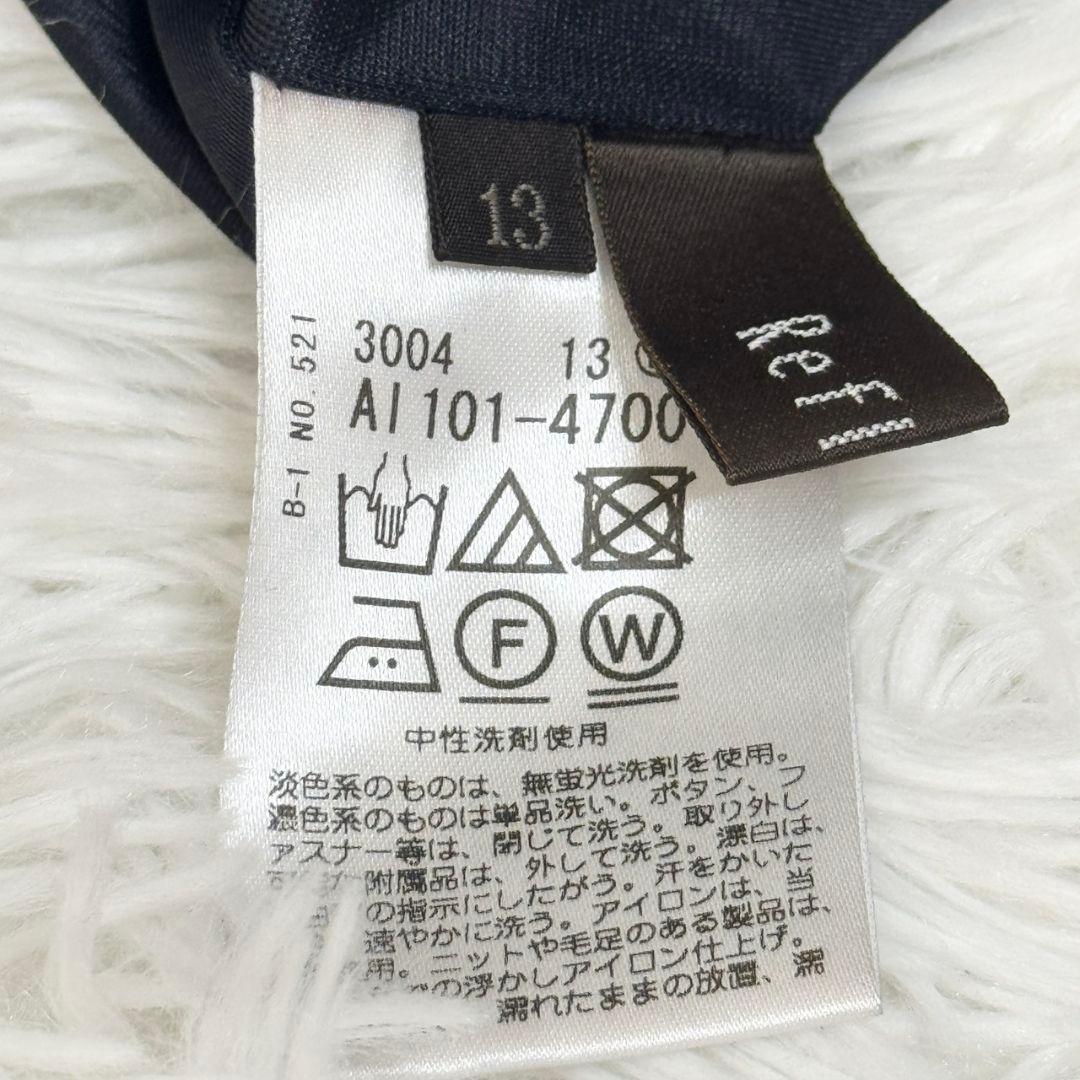 13
Refl
B-1 NO.521
3004 13
AI101-4700
F W
中性洗剤使用
淡色系のものは、無蛍光洗剤を使用。
濃色系のものは単品洗い。ボタン、フ
ァスナー等は、閉じて洗う。取り外し
附属品は、外して洗う。漂白は、
の指示にしたがう。汗をかいた
速やかに洗う。アイロンは、当
用。ニットや毛足のある製品は、
の浮かしアイロン仕上げ。
濡れたままの放置、濡